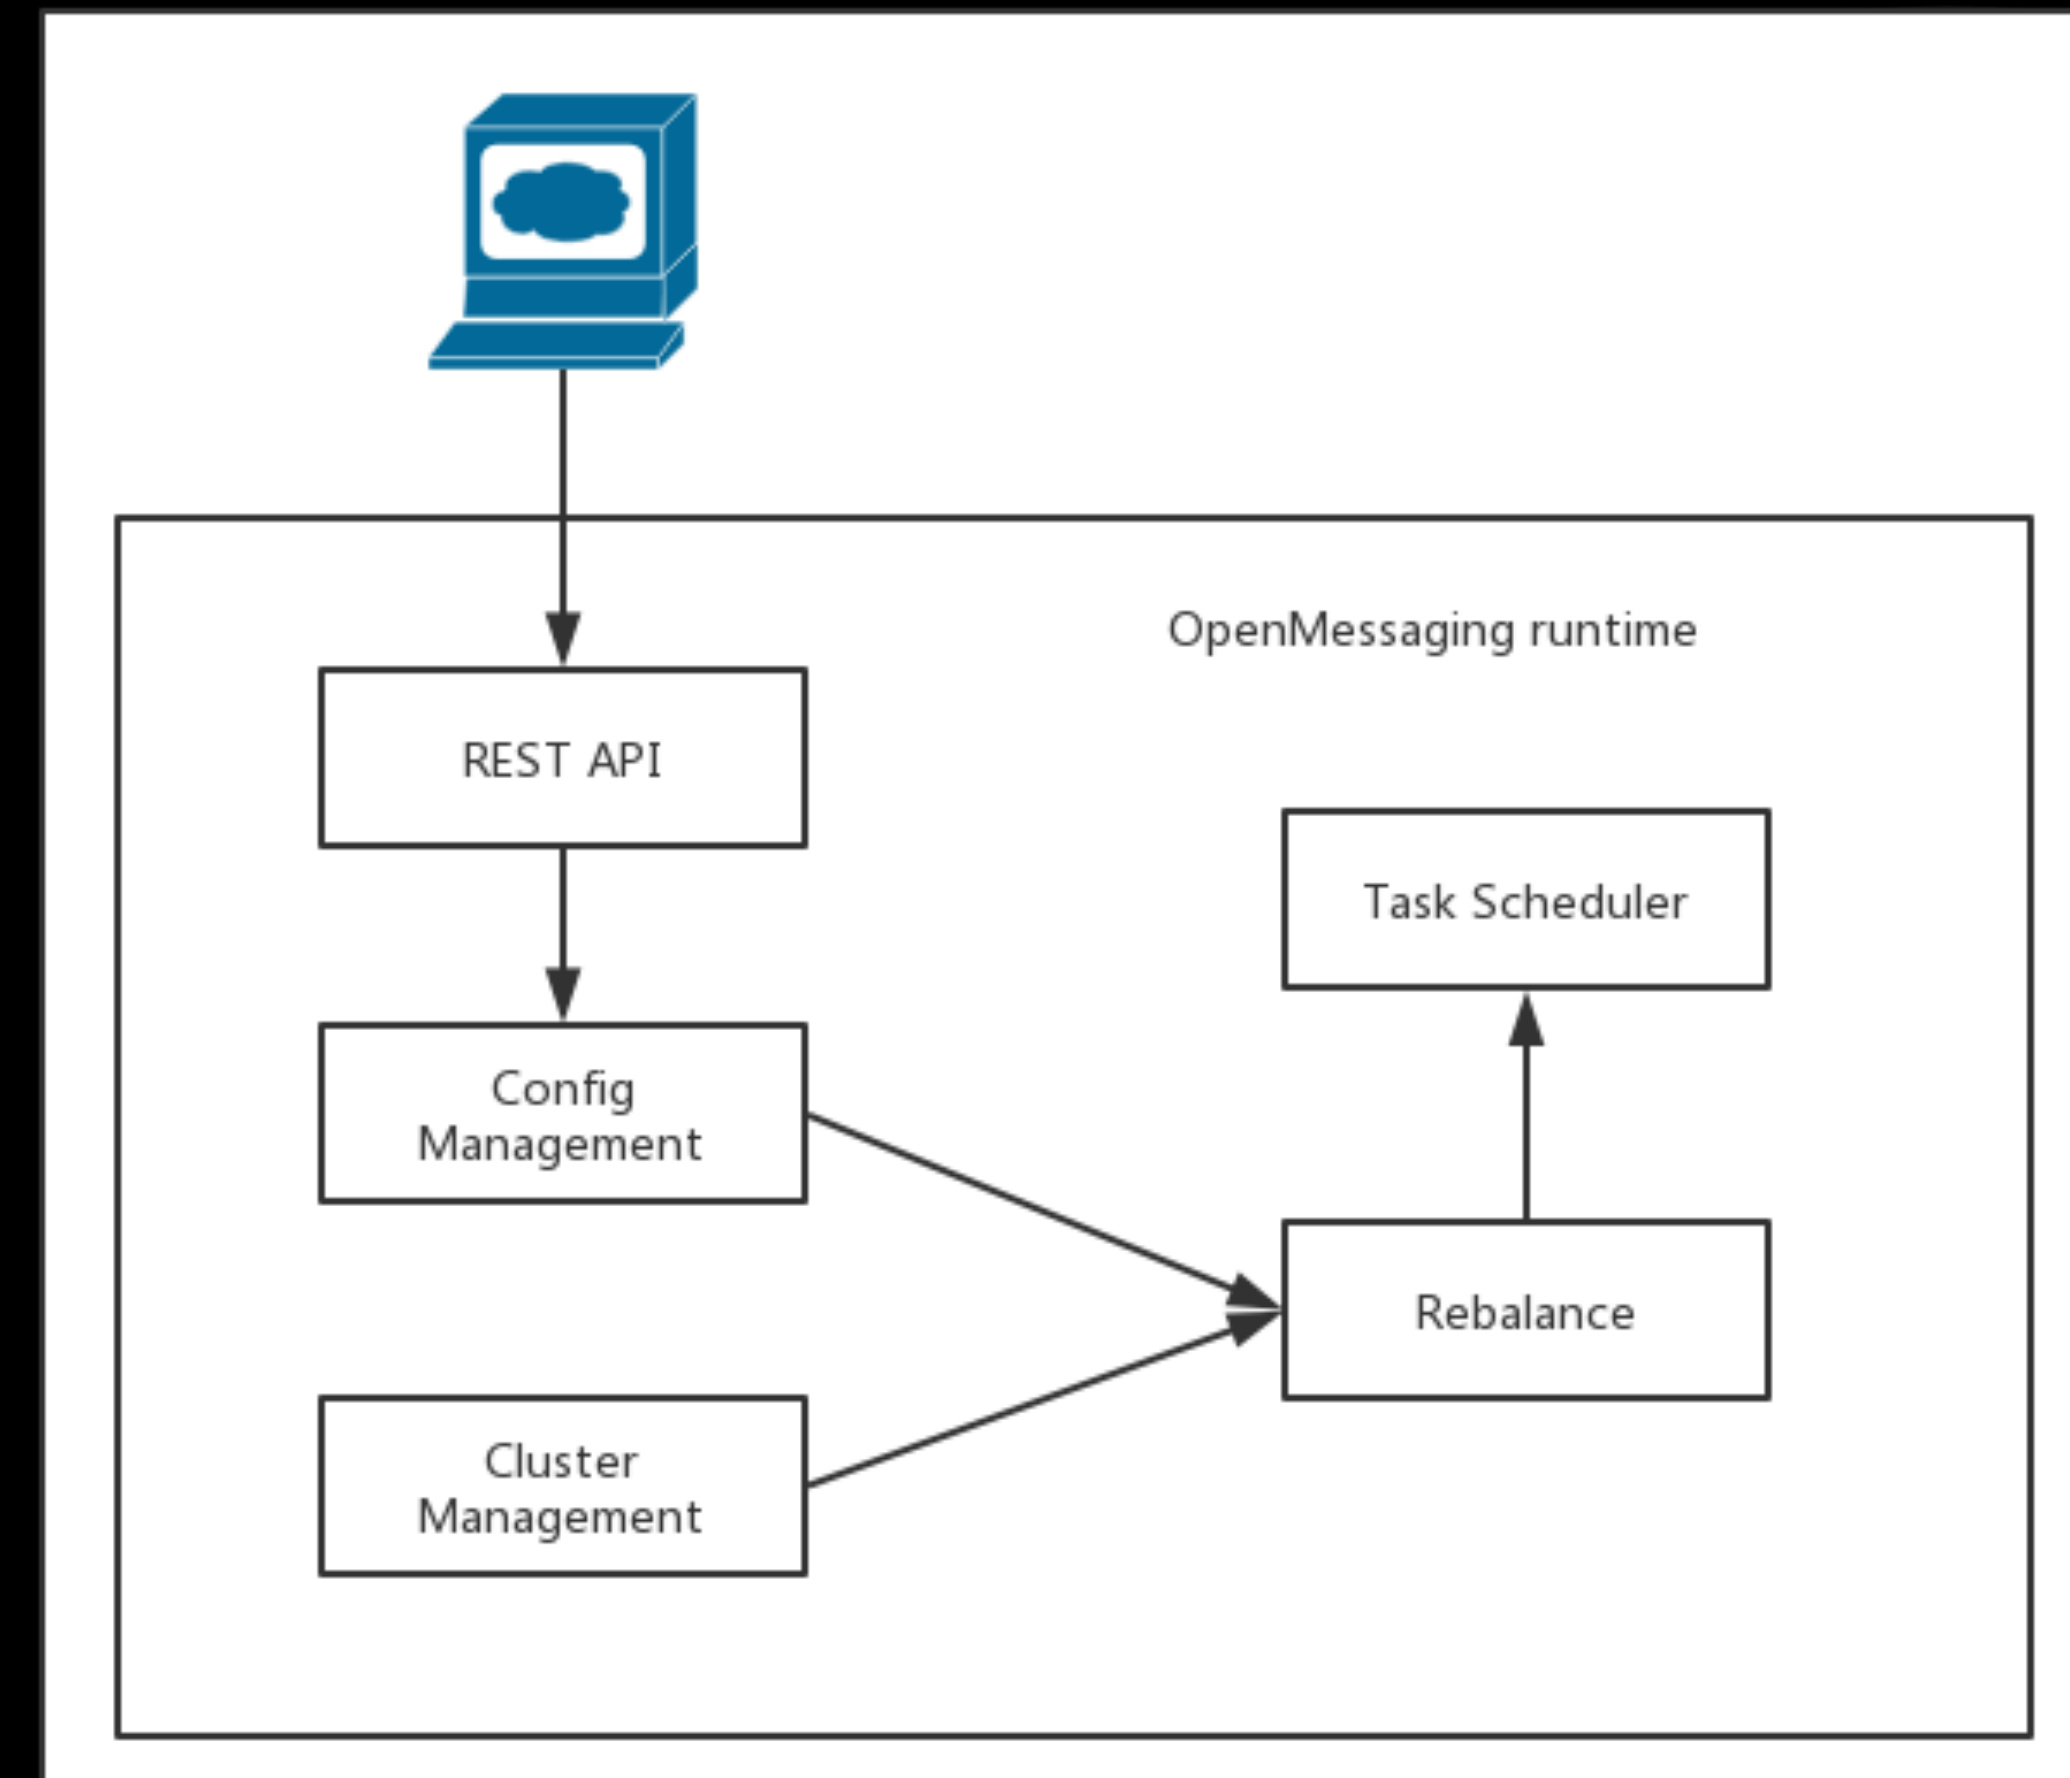 OpenMessaging runtime
REST API
Task Scheduler
Config
Management
Rebalance
Cluster
Management